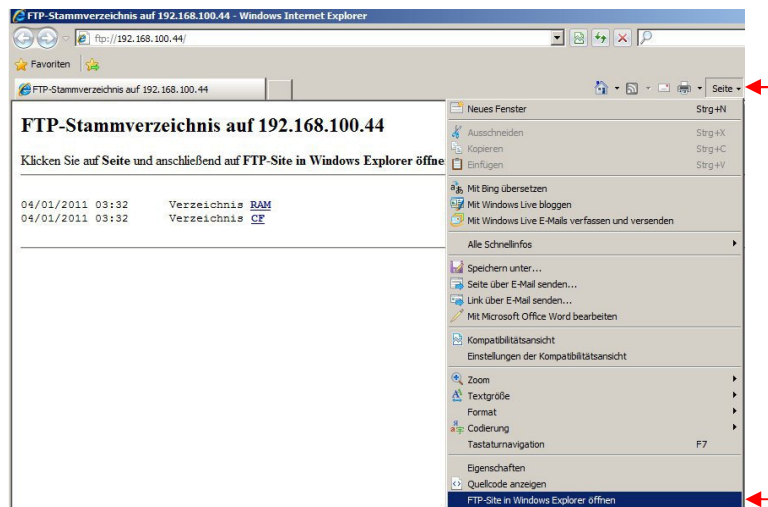 FTP-Stammverzeichnis auf 192.168.100.44 - Windows Internet Explorer
ftp://192.168.100.44/
Favoriten
FTP-Stammverzeichnis auf 192.168.100.44
Seite
FTP-Stammverzeichnis auf 192.168.100.44
Klicken Sie auf Seite und anschließend auf FTP-Site in Windows Explorer öffne
04/01/2011 03:32 Verzeichnis RAM
04/01/2011 03:32 Verzeichnis CF
Neues Fenster Strg+N
Ausschneiden Strg+X
Kopieren Strg+C
Einfügen Strg+V
Mit Bing übersetzen
Mit Windows Live bloggen
Mit Windows Live E-Mails verfassen und versenden
Alle Schnellinfos
Speichern unter...
Seite über E-Mail senden...
Link über E-Mail senden...
Mit Microsoft Office Word bearbeiten
Kompatibilitätsansicht
Einstellungen der Kompatibilitätsansicht
Zoom
Textgröße
Format
Codierung
Tastaturnavigation F7
Eigenschaften
Quellcode anzeigen
FTP-Site in Windows Explorer öffnen